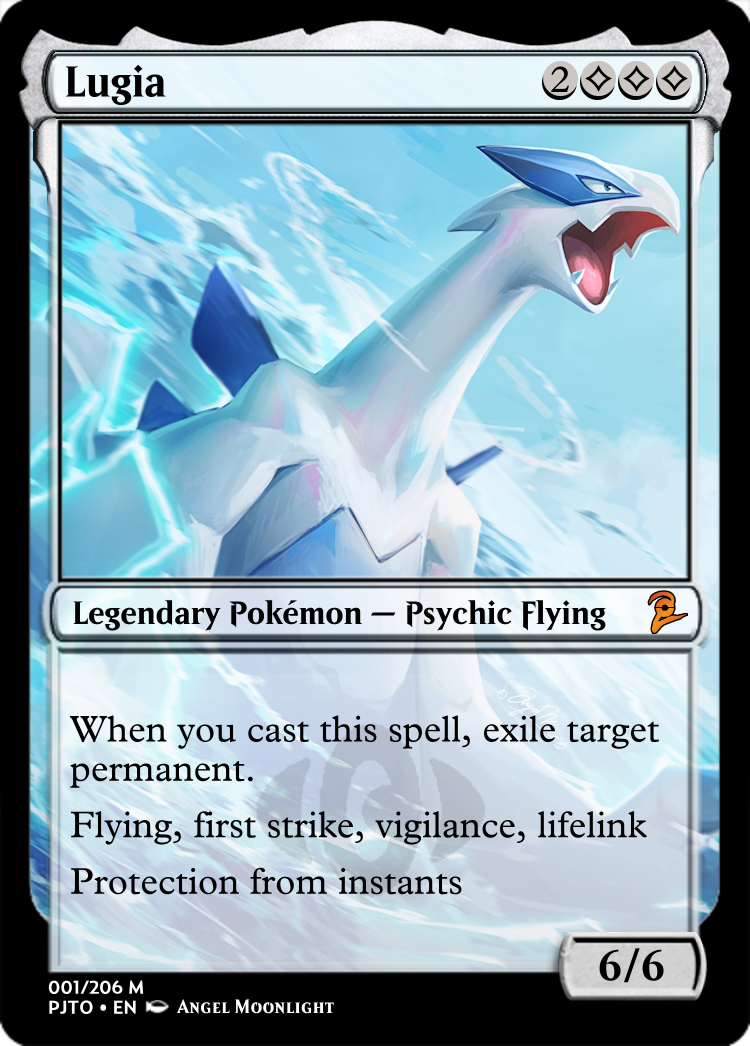 Lugia 2
Legendary Pokémon — Psychic Flying
When you cast this spell, exile target
permanent.
Flying, first strike, vigilance, lifelink
Protection from instants
6/6
001/206 M
PJTO • EN Angel Moonlight